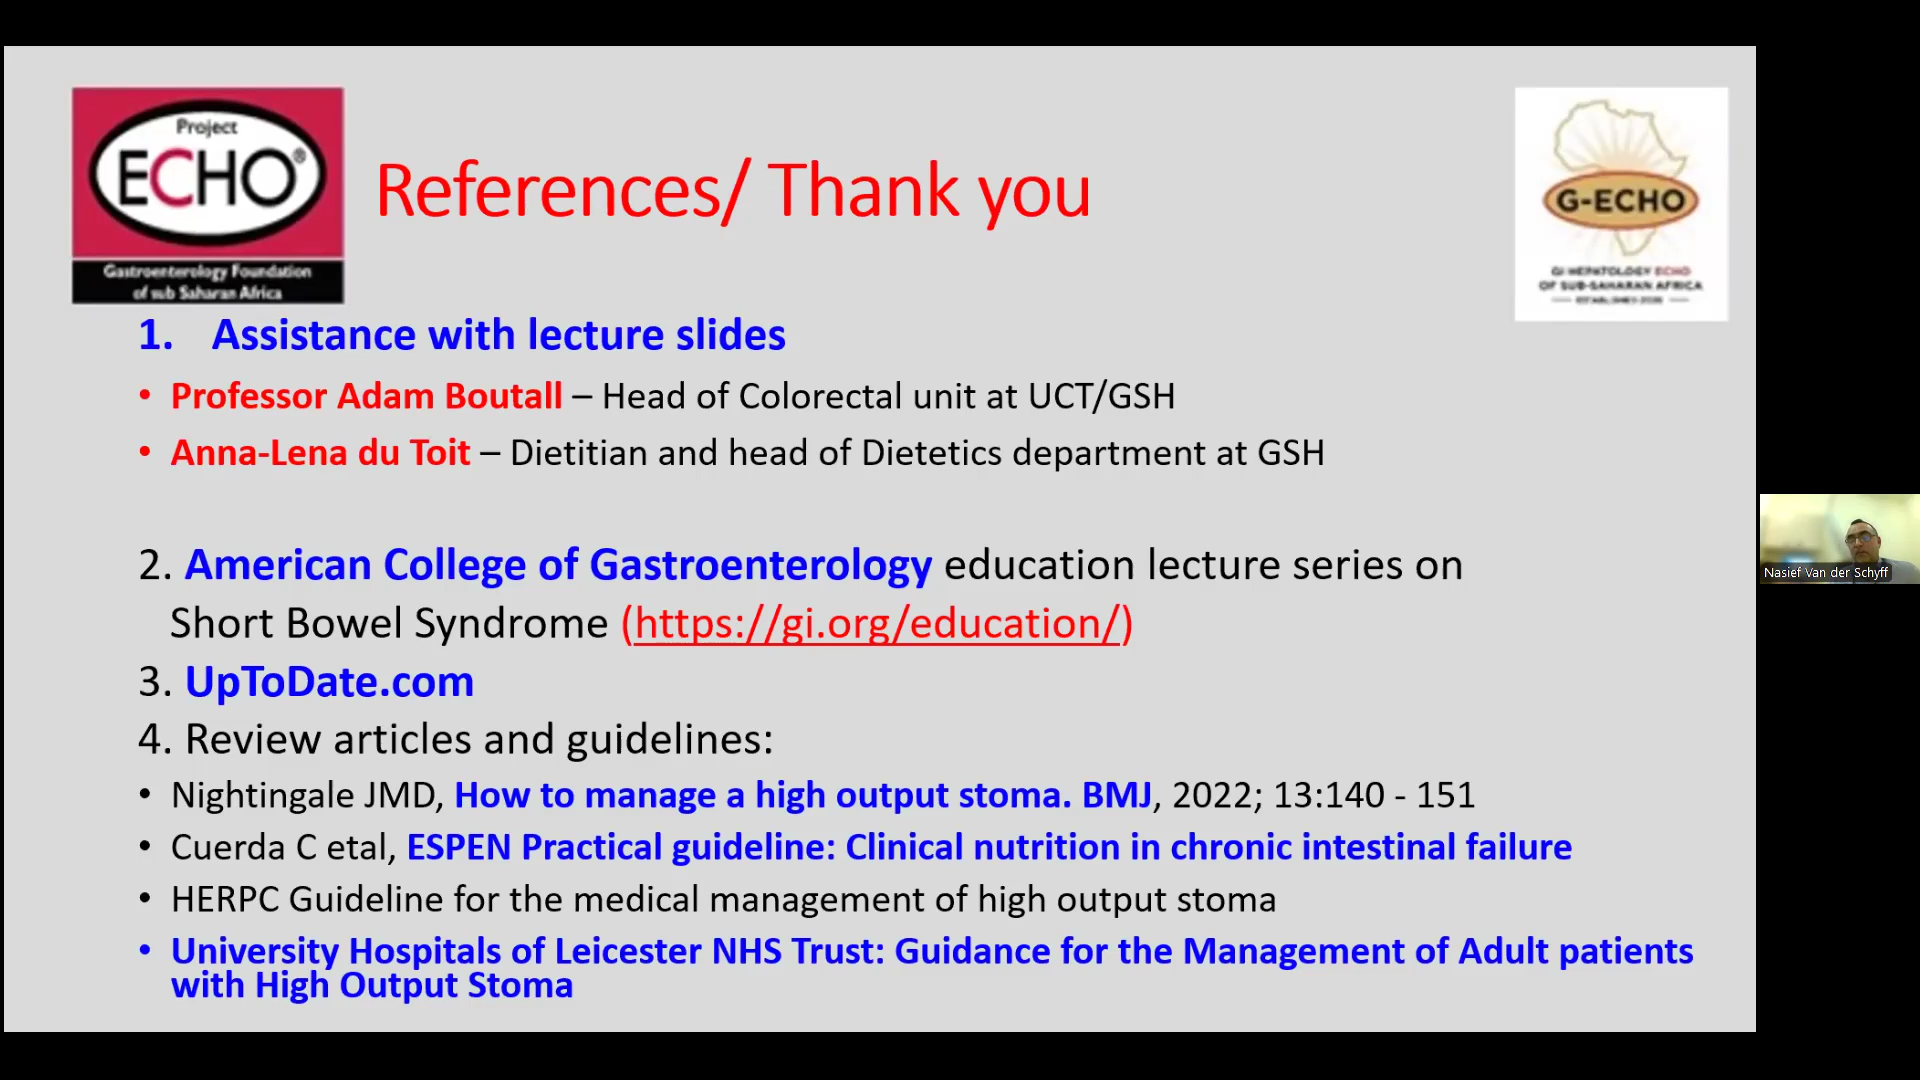 Project
ECHO®
Gastroenterology Foundation
of sub Saharan Africa
References/ Thank you
G-ECHO
GI HEPATOLOGY ECHO
OF SUB-SAHARAN AFRICA
1. Assistance with lecture slides
• Professor Adam Boutall – Head of Colorectal unit at UCT/GSH
• Anna-Lena du Toit – Dietitian and head of Dietetics department at GSH
2. American College of Gastroenterology education lecture series on
Short Bowel Syndrome (https://gi.org/education/)
3. UpToDate.com
4. Review articles and guidelines:
• Nightingale JMD, How to manage a high output stoma. BMJ, 2022; 13:140 - 151
• Cuerda C etal, ESPEN Practical guideline: Clinical nutrition in chronic intestinal failure
• HERPC Guideline for the medical management of high output stoma
• University Hospitals of Leicester NHS Trust: Guidance for the Management of Adult patients
with High Output Stoma
Nasief Van der Schyff